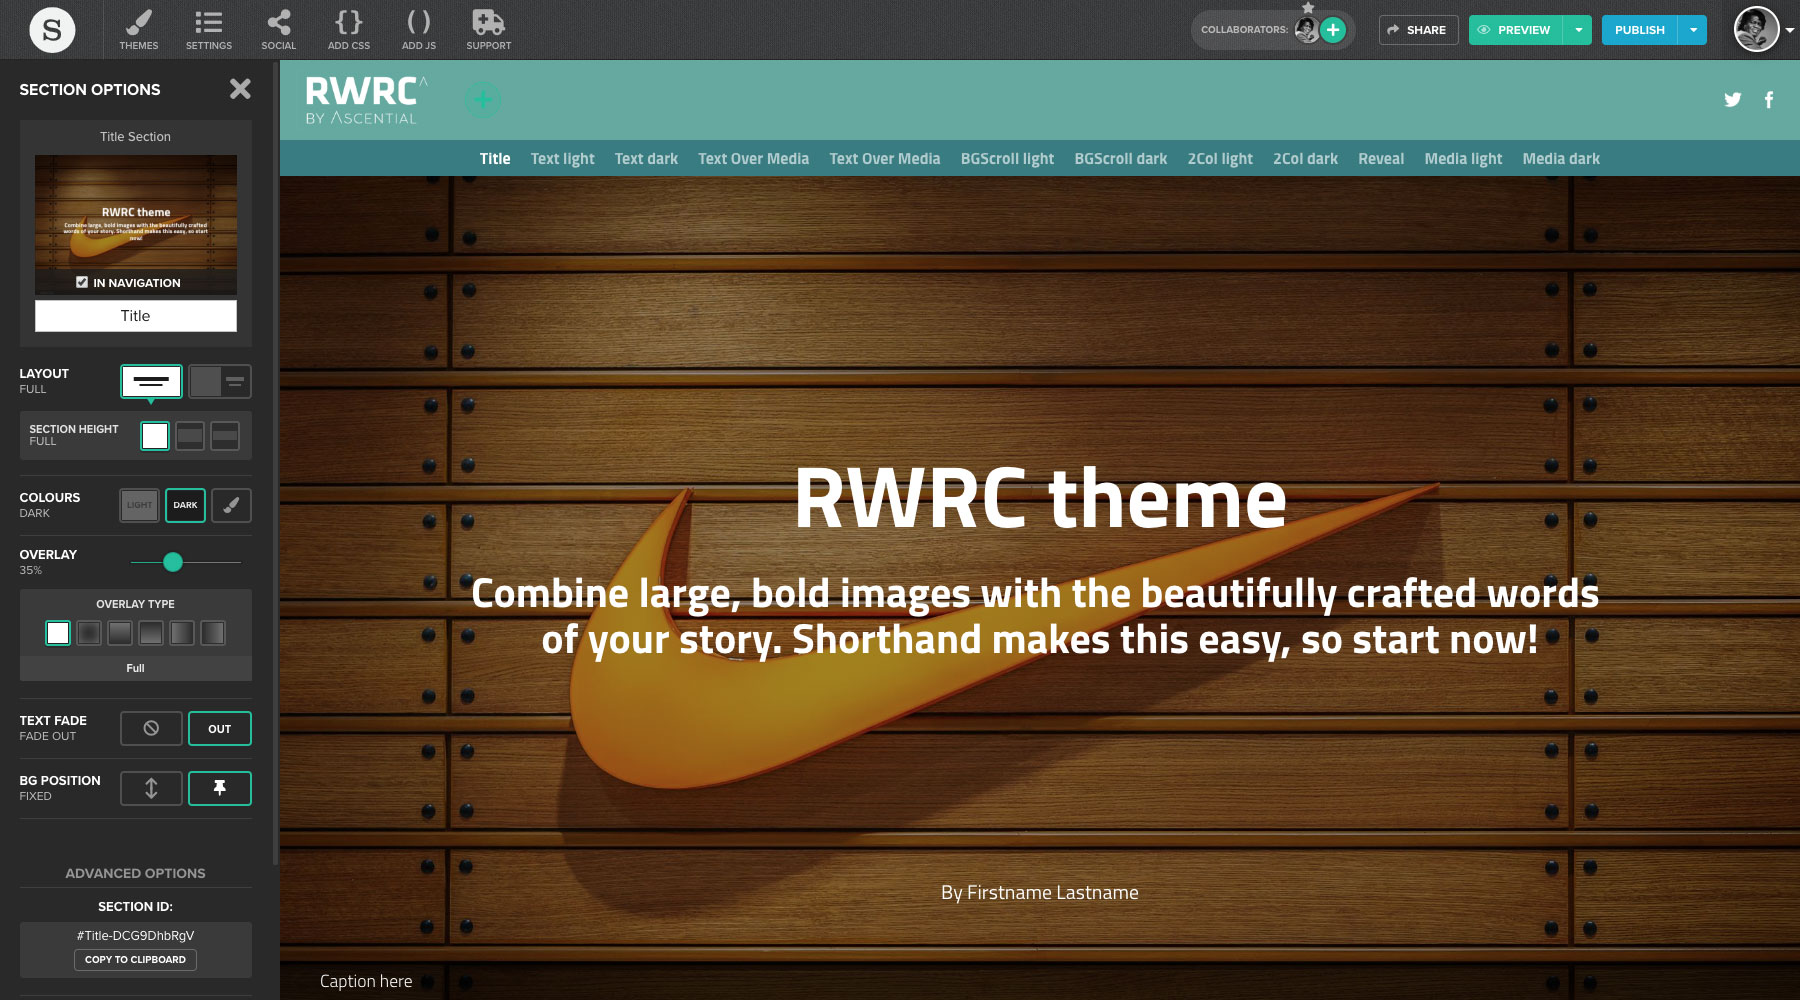 S
THEMES
SETTINGS
SOCIAL
{ }
ADD CSS
( )
ADD JS
SUPPORT
COLLABORATORS:
SHARE
PREVIEW
PUBLISH
SECTION OPTIONS
Title Section
RWRC theme
Combine large, bold images with the beautifully crafted
words of your story. Shorthand makes this easy, so start
now!
IN NAVIGATION
Title
LAYOUT
FULL
SECTION HEIGHT
FULL
COLOURS
DARK
LIGHT
DARK
OVERLAY
35%
OVERLAY TYPE
Full
TEXT FADE
FADE OUT
OUT
BG POSITION
FIXED
ADVANCED OPTIONS
SECTION ID:
#Title-DCG9DhbRgV
COPY TO CLIPBOARD
RWRC
BY ASCENTIAL
Title Text light Text dark Text Over Media Text Over Media BGScroll light BGScroll dark 2Col light 2Col dark Reveal Media light Media dark
RWRC theme
Combine large, bold images with the beautifully crafted words
of your story. Shorthand makes this easy, so start now!
By Firstname Lastname
Caption here